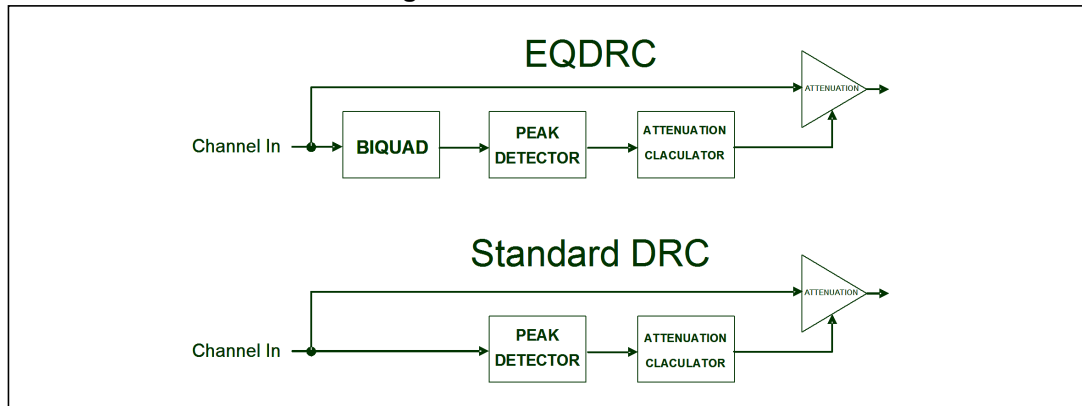 EQDRC
ATTENUATION
Channel In
BIQUAD
PEAK
DETECTOR
ATTENUATION
CLACULATOR
Standard DRC
ATTENUATION
Channel In
PEAK
DETECTOR
ATTENUATION
CLACULATOR